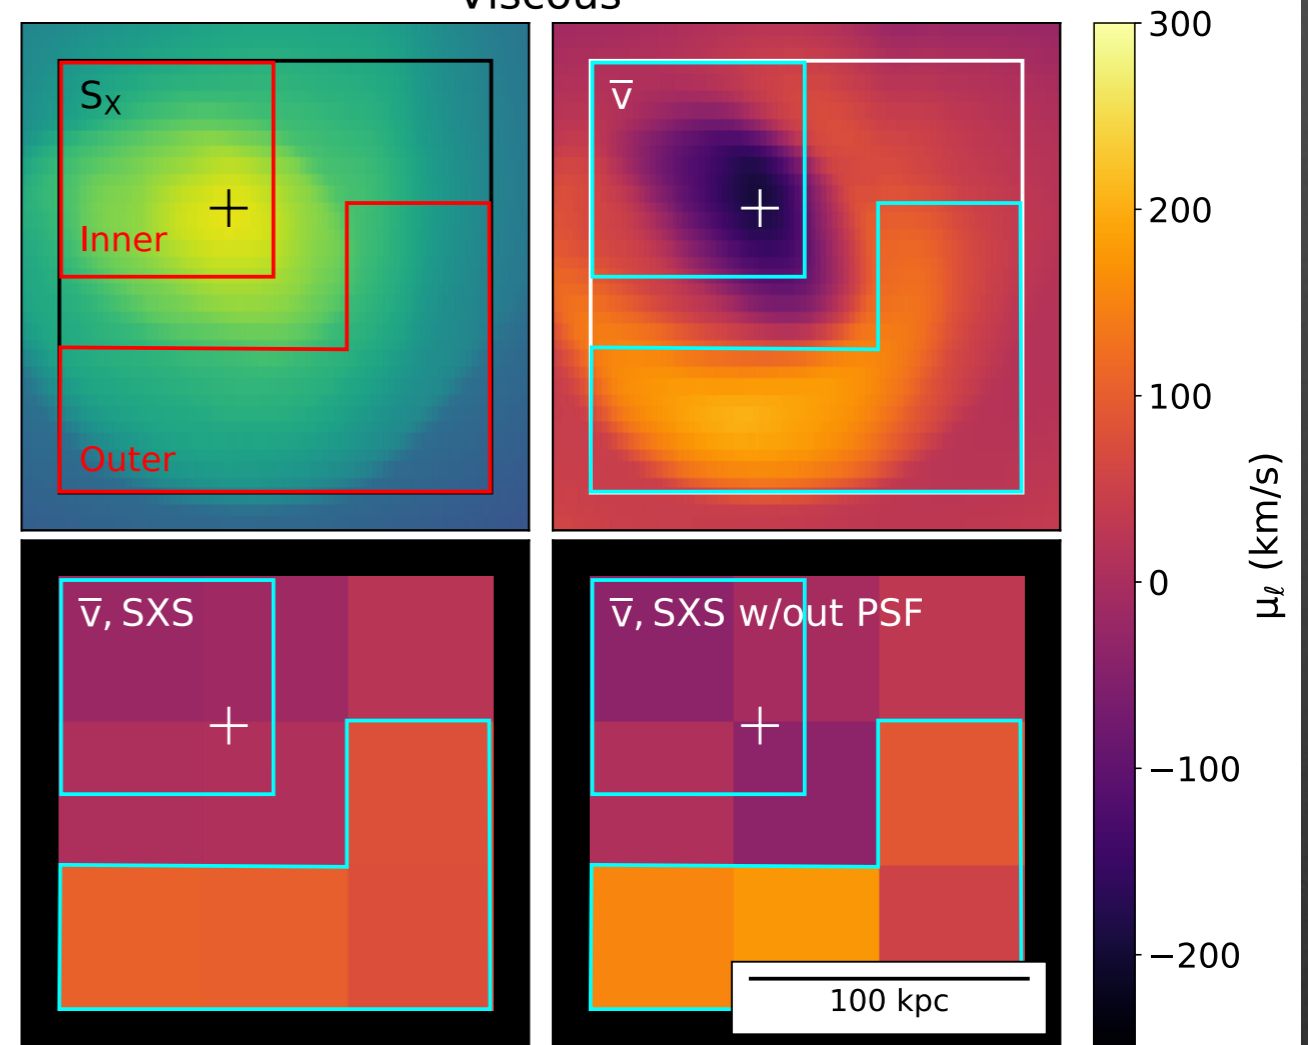 Viscous
S_X
Inner
Outer
v̅
v̅, SXS
v̅, SXS w/out PSF
100 kpc
300
200
100
0
−100
−200
μ_ℓ (km/s)